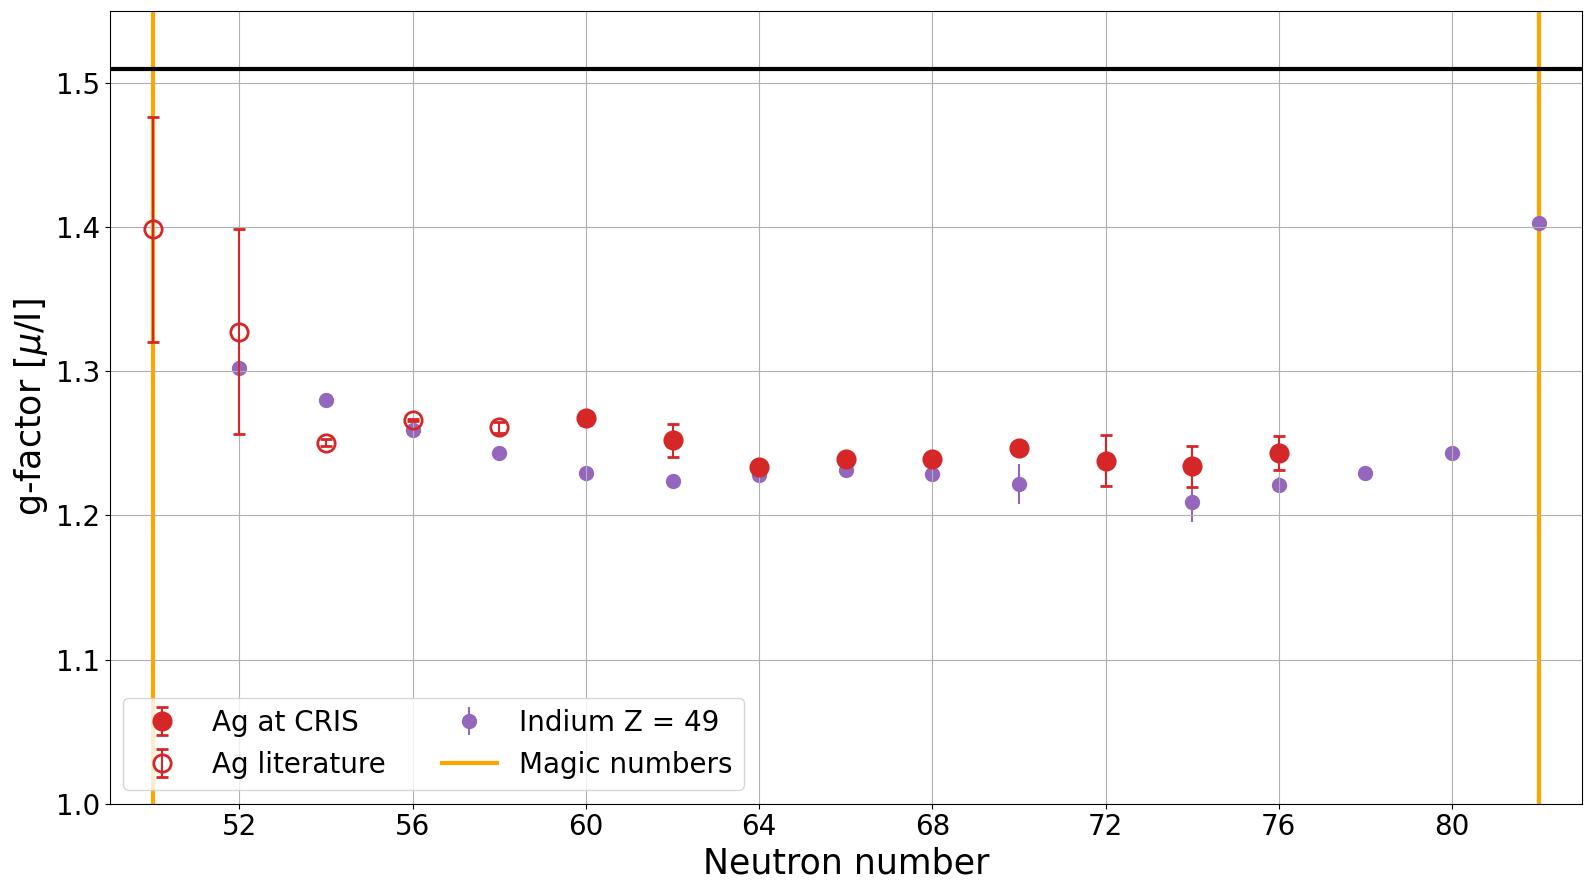 1.5
1.4
1.3
1.2
1.1
1.0
g-factor [μ/I]
Ag at CRIS
Ag literature
Indium Z = 49
Magic numbers
52 56 60 64 68 72 76 80
Neutron number